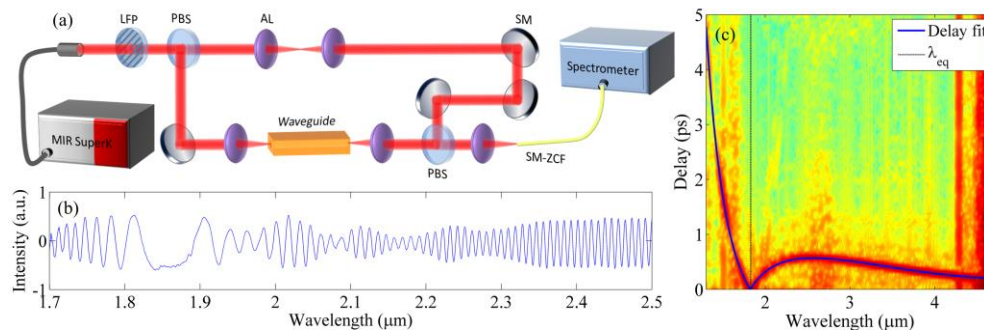 (a)
LFP
PBS
AL
SM
MIR SuperK
Waveguide
PBS
SM-ZCF
Spectrometer
(b)
Intensity (a.u.)
1
0
-1
1.7 1.8 1.9 2 2.1 2.2 2.3 2.4 2.5
Wavelength (μm)
(c)
Delay fit
λeq
Delay (ps)
5
4
3
2
1
0
2 3 4
Wavelength (μm)